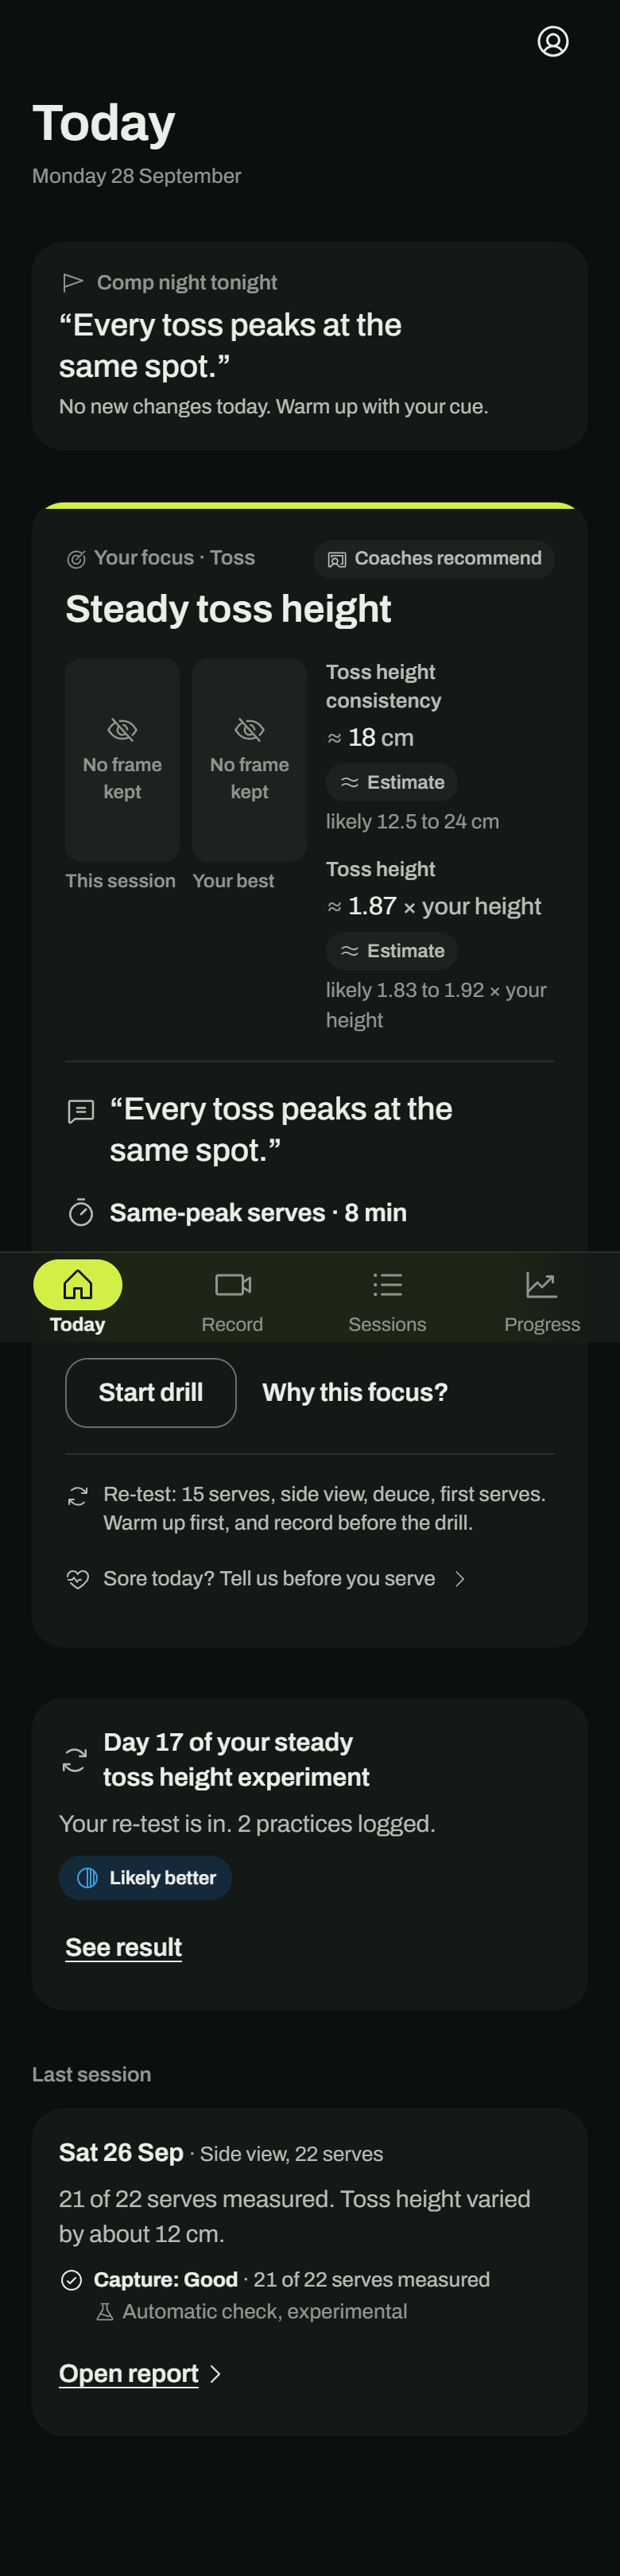 Today
Monday 28 September
Comp night tonight
“Every toss peaks at the
same spot.”
No new changes today. Warm up with your cue.
Your focus · Toss
Coaches recommend
Steady toss height
No frame
kept
This session
No frame
kept
Your best
Toss height
consistency
≈ 18 cm
Estimate
likely 12.5 to 24 cm
Toss height
≈ 1.87 × your height
Estimate
likely 1.83 to 1.92 × your
height
“Every toss peaks at the
same spot.”
Same-peak serves · 8 min
Today
Record
Sessions
Progress
Start drill
Why this focus?
Re-test: 15 serves, side view, deuce, first serves.
Warm up first, and record before the drill.
Sore today? Tell us before you serve
Day 17 of your steady
toss height experiment
Your re-test is in. 2 practices logged.
Likely better
See result
Last session
Sat 26 Sep · Side view, 22 serves
21 of 22 serves measured. Toss height varied
by about 12 cm.
Capture: Good · 21 of 22 serves measured
Automatic check, experimental
Open report